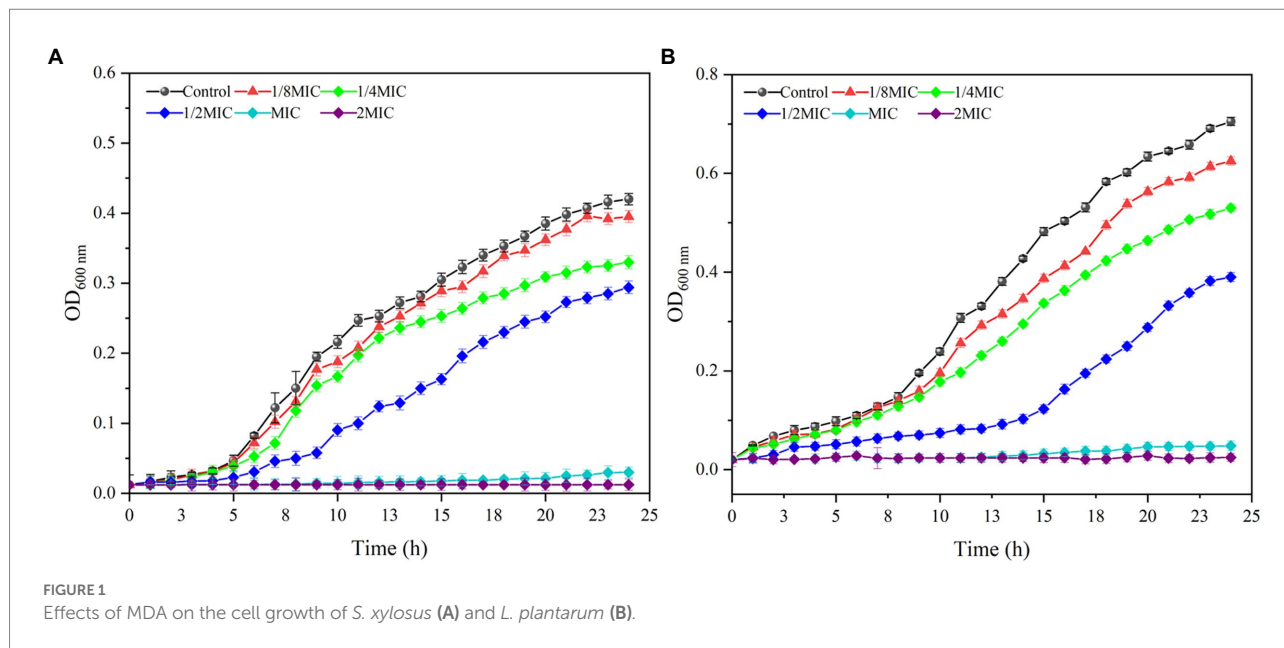 A
0.6
0.5
0.4
0.3
0.2
0.1
0.0
OD600 nm
Control 1/8MIC 1/4MIC
1/2MIC MIC 2MIC
0 3 5 8 10 13 15 18 20 23 25
Time (h)
B
0.8
0.6
0.4
0.2
0.0
OD600 nm
Control 1/8MIC 1/4MIC
1/2MIC MIC 2MIC
0 3 5 8 10 13 15 18 20 23 25
Time (h)
FIGURE 1
Effects of MDA on the cell growth of S. xylosus (A) and L. plantarum (B).